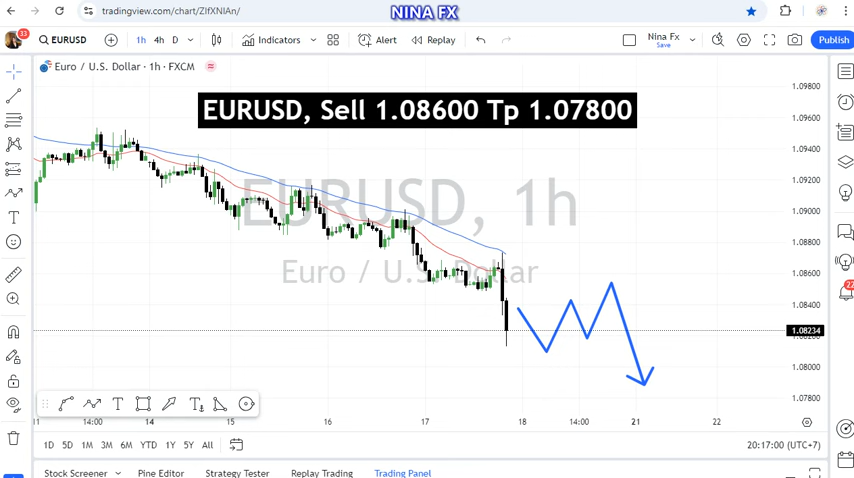 tradingview.com/chart/ZIfXNIAn/
NINA FX
33
EURUSD
1h 4h D
Indicators
Alert
Replay
Nina Fx
Save
Publish
Euro / U.S. Dollar · 1h · FXCM
EURUSD, Sell 1.08600 Tp 1.07800
EURUSD, 1h
Euro / U.S. Dollar
1.09800
1.09600
1.09400
1.09200
1.09000
1.08800
1.08600
1.08400
1.08234
1.08000
1.07800
22
11 14:00 14 15 16 17 18 14:00 21 22
1D 5D 1M 3M 6M YTD 1Y 5Y All
20:17:00 (UTC+7)
Stock Screener Pine Editor Strategy Tester Replay Trading Trading Panel